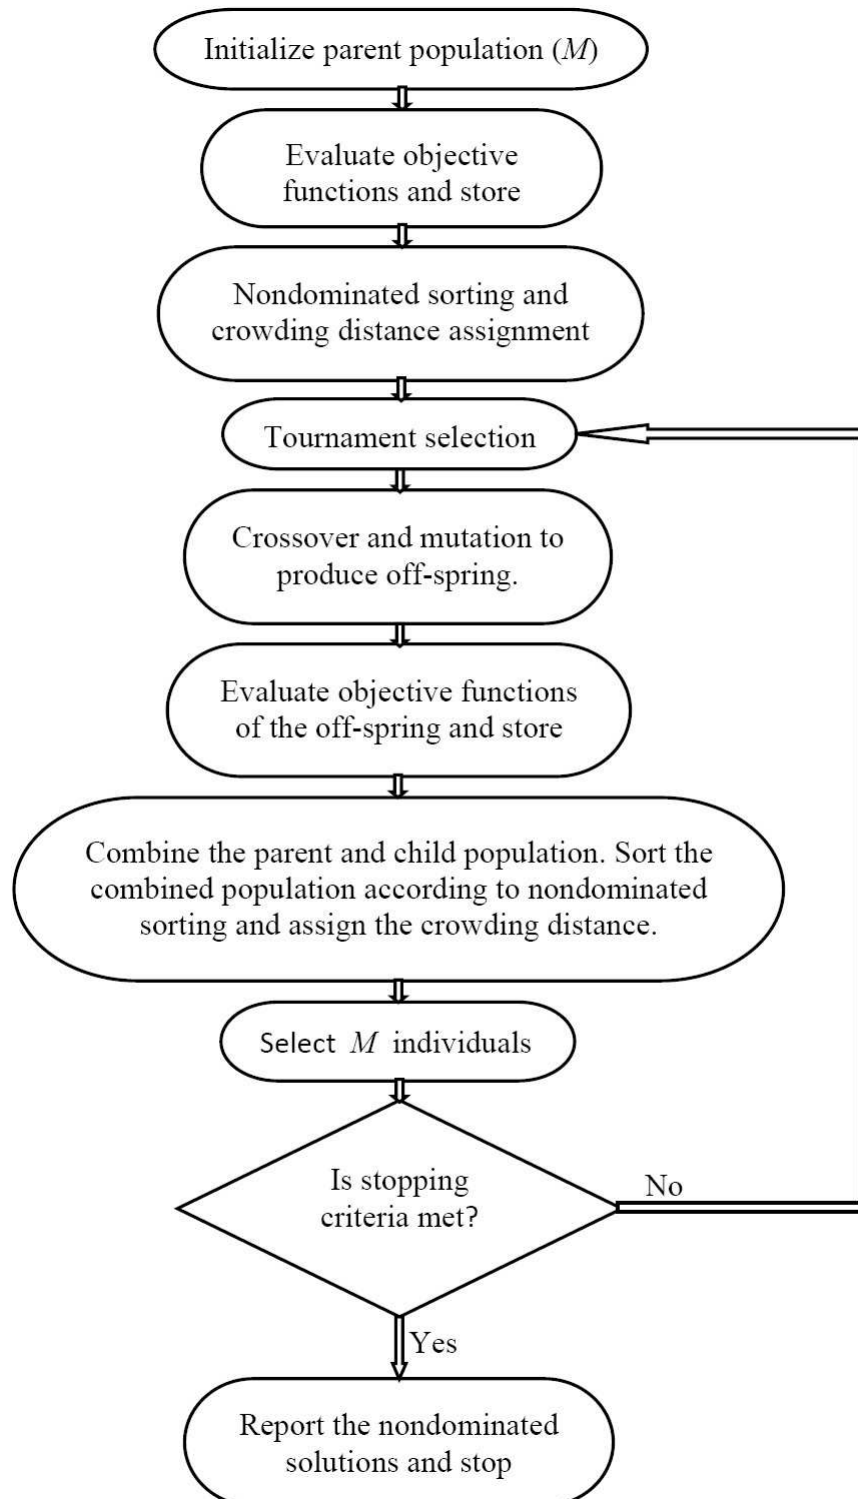 Initialize parent population (M)
Evaluate objective
functions and store
Nondominated sorting and
crowding distance assignment
Tournament selection
Crossover and mutation to
produce off-spring.
Evaluate objective functions
of the off-spring and store
Combine the parent and child population. Sort the
combined population according to nondominated
sorting and assign the crowding distance.
Select M individuals
Is stopping
criteria met?
No
Yes
Report the nondominated
solutions and stop